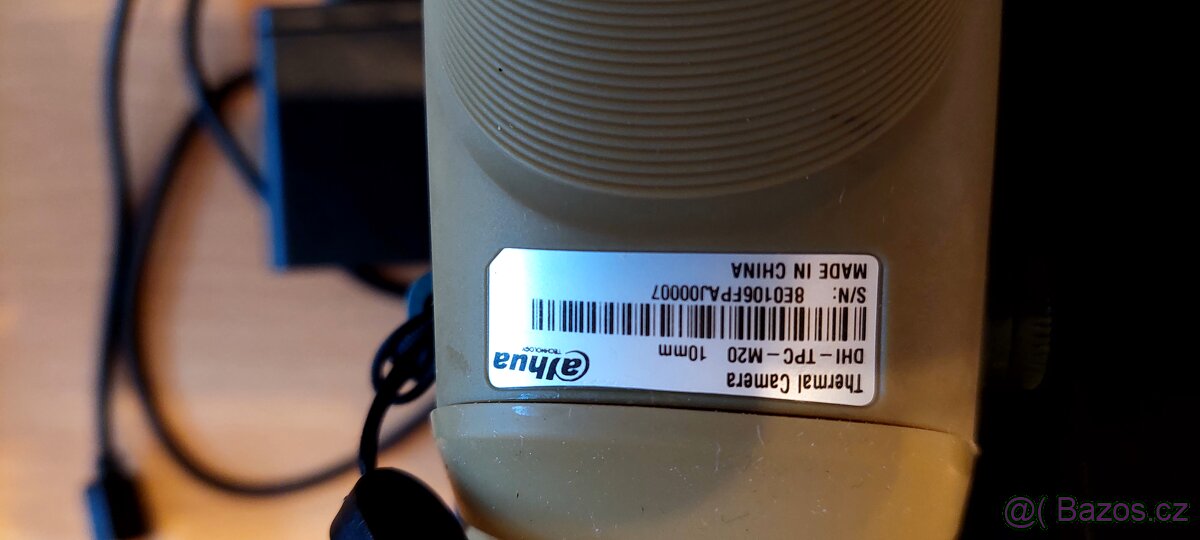 Thermal Camera
DHI-TPC-M20 10mm
alhua
TECHNOLOGY
S/N: 8E0106FPAJ00007
MADE IN CHINA
@( Bazos.cz